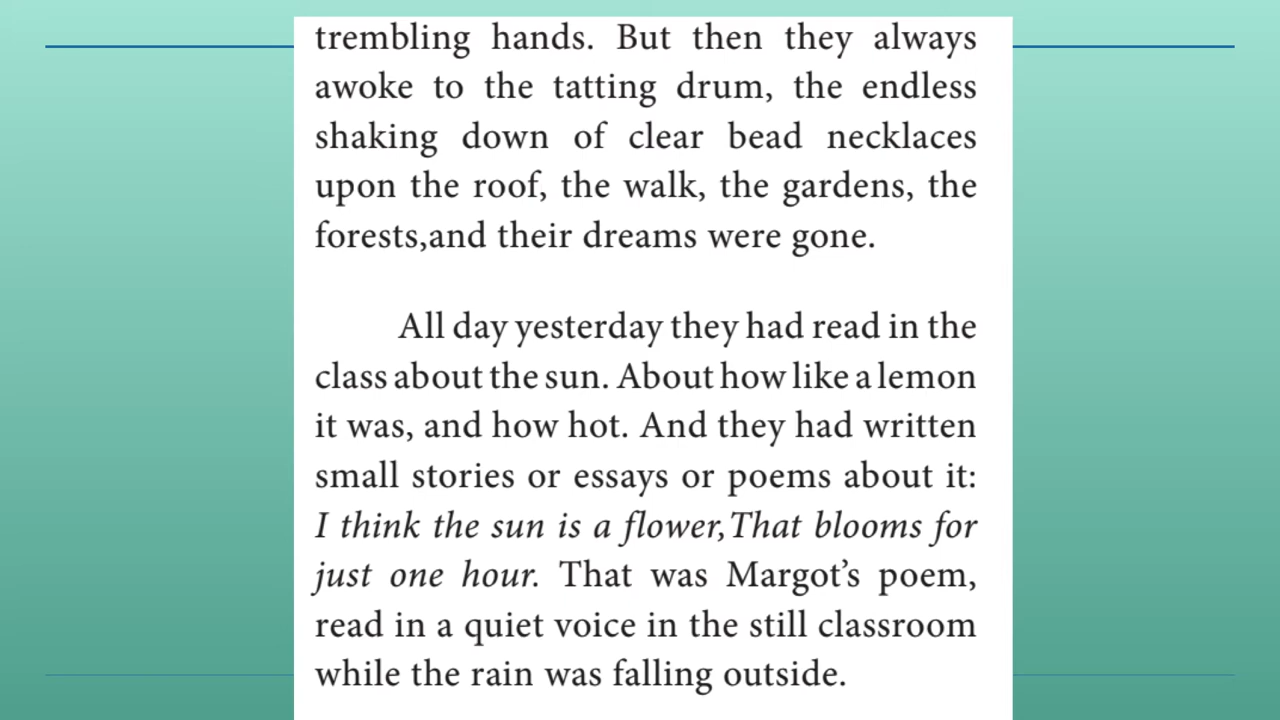 trembling hands. But then they always
awoke to the tatting drum, the endless
shaking down of clear bead necklaces
upon the roof, the walk, the gardens, the
forests,and their dreams were gone.
All day yesterday they had read in the
class about the sun. About how like a lemon
it was, and how hot. And they had written
small stories or essays or poems about it:
I think the sun is a flower,That blooms for
just one hour. That was Margot’s poem,
read in a quiet voice in the still classroom
while the rain was falling outside.